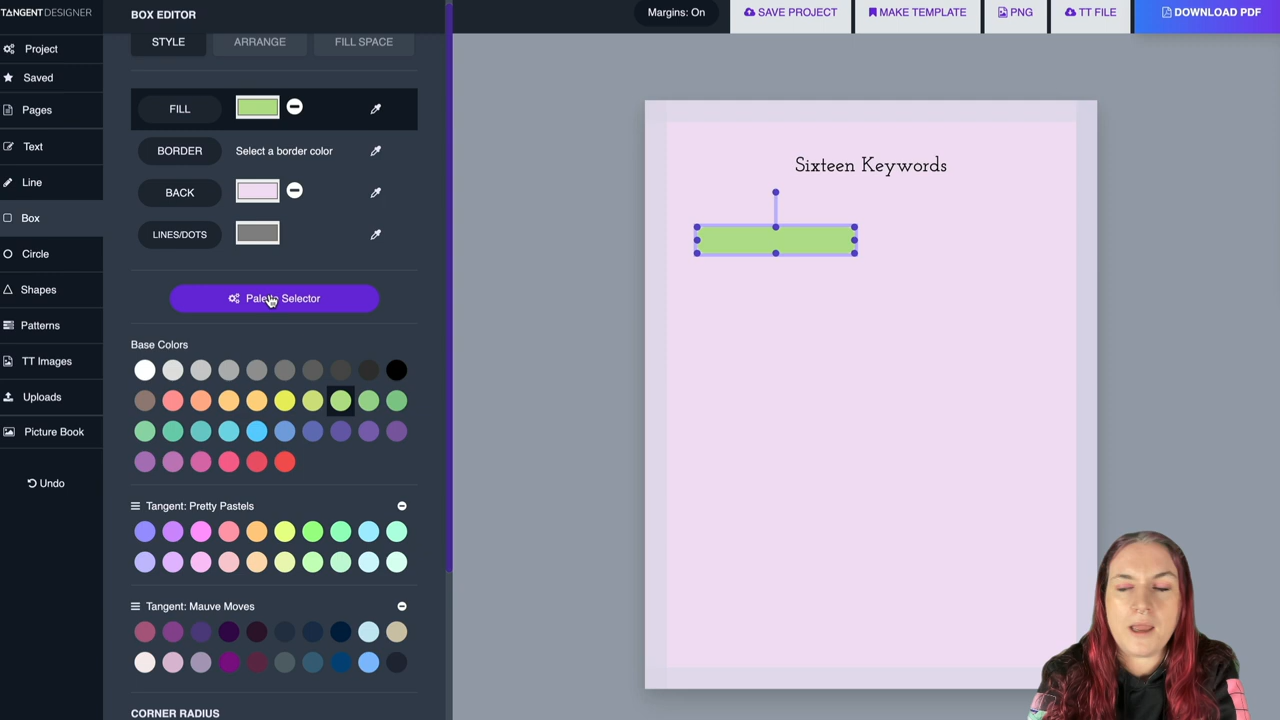 TANGENT DESIGNER
BOX EDITOR
Margins: On
SAVE PROJECT
MAKE TEMPLATE
PNG
TT FILE
DOWNLOAD PDF
Project
Saved
Pages
Text
Line
Box
Circle
Shapes
Patterns
TT Images
Uploads
Picture Book
Undo
STYLE
ARRANGE
FILL SPACE
FILL
BORDER
Select a border color
BACK
LINES/DOTS
Palette Selector
Base Colors
Tangent: Pretty Pastels
Tangent: Mauve Moves
CORNER RADIUS
Sixteen Keywords